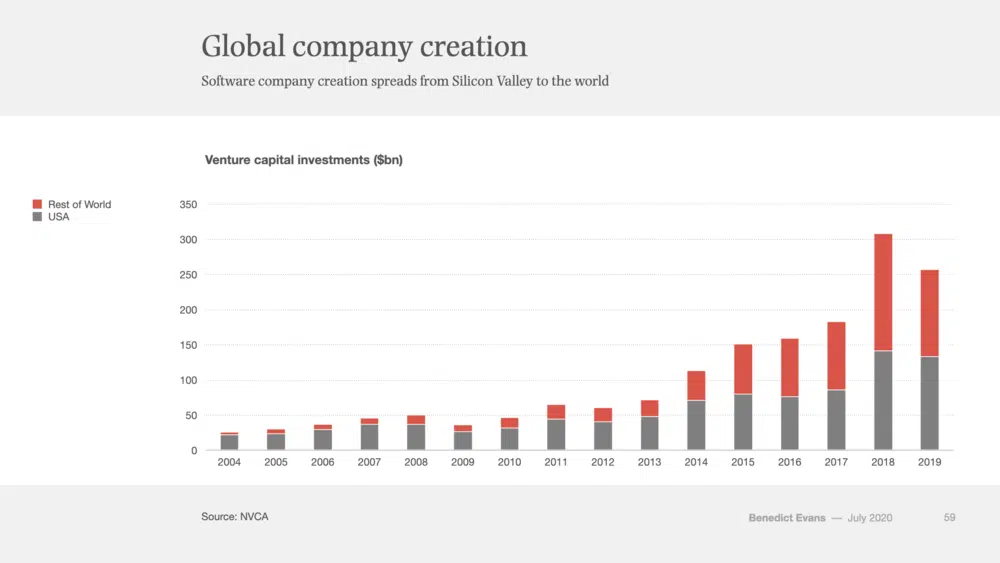 Global company creation
Software company creation spreads from Silicon Valley to the world
Venture capital investments ($bn)
Rest of World
USA
350
300
250
200
150
100
50
0
2004 2005 2006 2007 2008 2009 2010 2011 2012 2013 2014 2015 2016 2017 2018 2019
Source: NVCA
Benedict Evans — July 2020 59